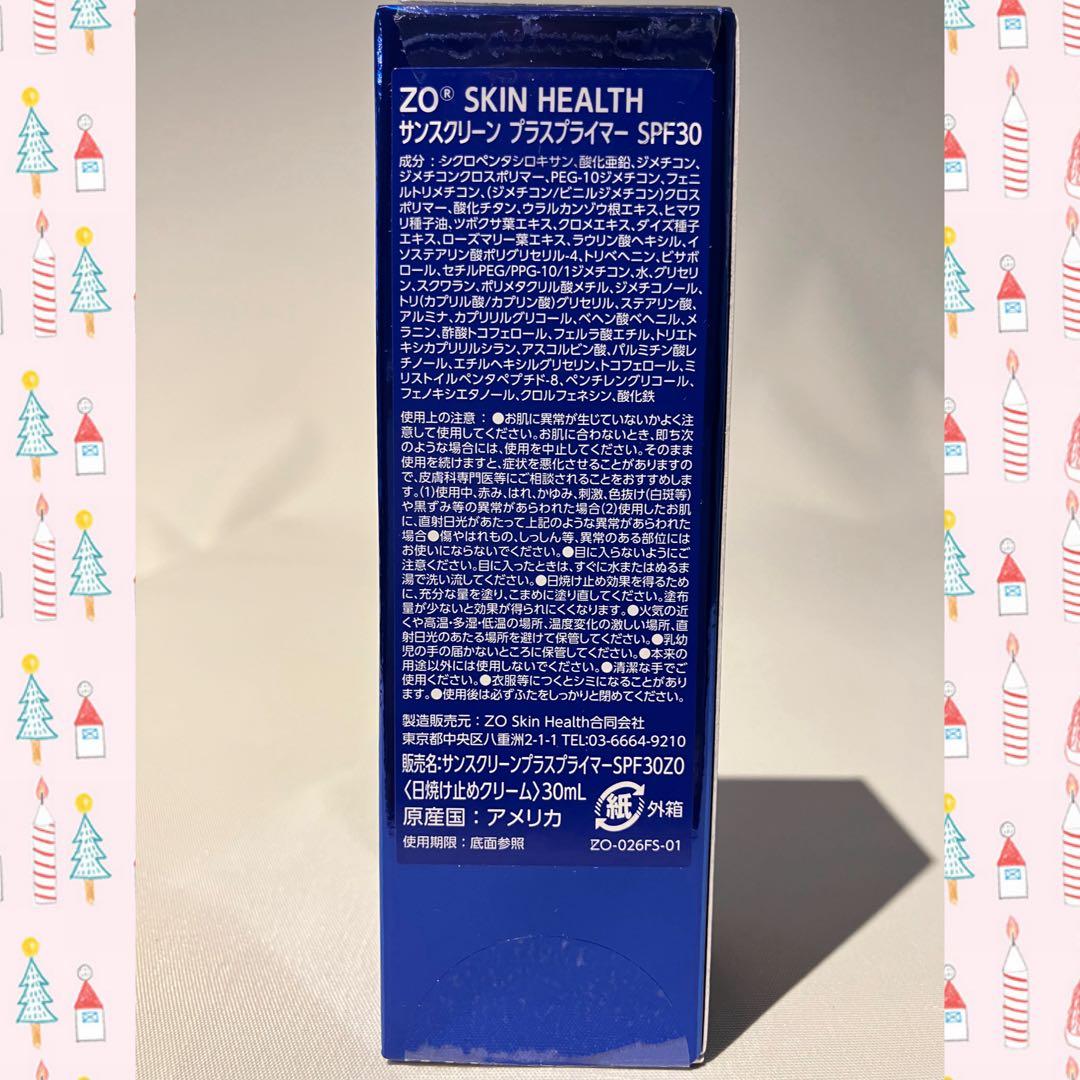 ZO® SKIN HEALTH
サンスクリーン プラスプライマー SPF30
成分：シクロペンタシロキサン、酸化亜鉛、ジメチコン、
ジメチコンクロスポリマー、PEG-10ジメチコン、フェニ
ルトリメチコン、(ジメチコン/ビニルジメチコン)クロス
ポリマー、酸化チタン、ウラルカンゾウ根エキス、ヒマワ
リ種子油、ツボクサ葉エキス、クロメエキス、ダイズ種子
エキス、ローズマリー葉エキス、ラウリン酸ヘキシル、イ
ソステアリン酸ポリグリセリル-4、トリベヘニン、ビサボ
ロール、セチルPEG/PPG-10/1ジメチコン、水、グリセリ
ン、スクワラン、ポリメタクリル酸メチル、ジメチコノール、
トリ(カプリル酸/カプリン酸)グリセリル、ステアリン酸、
アルミナ、カプリリルグリコール、ベヘン酸ベヘニル、メ
ラニン、酢酸トコフェロール、フェルラ酸エチル、トリエト
キシカプリリルシラン、アスコルビン酸、パルミチン酸レ
チノール、エチルヘキシルグリセリン、トコフェロール、ミ
リストイルペンタペプチド-8、ペンチレングリコール、
フェノキシエタノール、クロルフェネシン、酸化鉄
使用上の注意：●お肌に異常が生じていないかよく注
意して使用してください。お肌に合わないとき、即ち次
のような場合には、使用を中止してください。そのまま
使用を続けますと、症状を悪化させることがありますの
で、皮膚科専門医等にご相談されることをおすすめしま
す。(1)使用中、赤み、はれ、かゆみ、刺激、色抜け(白斑等)
や黒ずみ等の異常があらわれた場合(2)使用したお肌
に、直射日光があたって上記のような異常があらわれた
場合●傷やはれもの、しっしん等、異常のある部位には
お使いにならないでください。●目に入らないようにご
注意ください。目に入ったときは、すぐに水またはぬるま
湯で洗い流してください。●日焼け止め効果を得るため
に、充分な量を塗り、こまめに塗り直してください。塗布
量が少ないと効果が得られにくくなります。●火気の近
くや高温・多湿・低温の場所、温度変化の激しい場所、直
射日光のあたる場所を避けて保管してください。●乳幼
児の手の届かないところに保管してください。●本来の
用途以外には使用しないでください。●清潔な手でご
使用ください。●衣服等につくとシミになることがあり
ます。●使用後は必ずふたをしっかりと閉めてください。
製造販売元：ZO Skin Health合同会社
東京都中央区八重洲2-1-1 TEL:03-6664-9210
販売名:サンスクリーンプラスプライマーSPF30ZO
〈日焼け止めクリーム〉30mL
紙 外箱
原産国：アメリカ
使用期限：底面参照
ZO-026FS-01